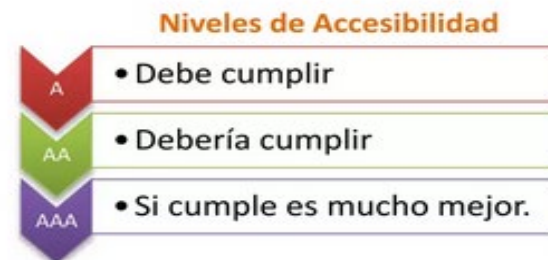 Niveles de Accesibilidad
A
• Debe cumplir
AA
• Debería cumplir
AAA
• Si cumple es mucho mejor.